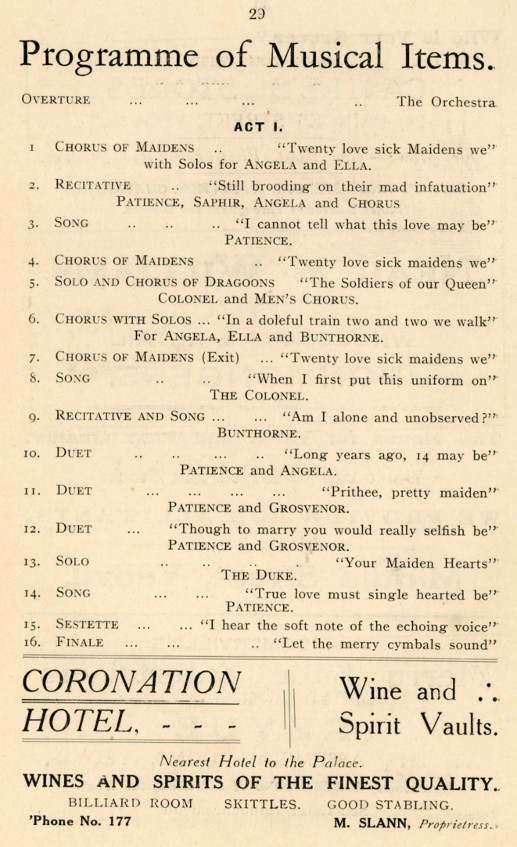 29
Programme of Musical Items.
OVERTURE ... ... ... .. The Orchestra
ACT I.
1 CHORUS OF MAIDENS .. "Twenty love sick Maidens we"
with Solos for ANGELA and ELLA.
2. RECITATIVE .. "Still brooding on their mad infatuation"
PATIENCE, SAPHIR, ANGELA and CHORUS
3. SONG .. .. .. "I cannot tell what this love may be"
PATIENCE.
4. CHORUS OF MAIDENS .. "Twenty love sick maidens we"
5. SOLO AND CHORUS OF DRAGOONS "The Soldiers of our Queen"
COLONEL and MEN'S CHORUS.
6. CHORUS WITH SOLOS ... "In a doleful train two and two we walk"
For ANGELA, ELLA and BUNTHORNE.
7. CHORUS OF MAIDENS (Exit) ... "Twenty love sick maidens we"
8. SONG .. .. "When I first put this uniform on"
THE COLONEL.
9. RECITATIVE AND SONG ... ... "Am I alone and unobserved?"
BUNTHORNE.
10. DUET .. .. ... .. "Long years ago, 14 may be"
PATIENCE and ANGELA.
11. DUET ... ... ... ... "Prithee, pretty maiden"
PATIENCE and GROSVENOR.
12. DUET ... "Though to marry you would really selfish be"
PATIENCE and GROSVENOR.
13. SOLO .. .. .. . "Your Maiden Hearts"
THE DUKE.
14. SONG ... ... "True love must single hearted be"
PATIENCE.
15. SESTETTE ... ... "I hear the soft note of the echoing voice"
16. FINALE ... ... .. "Let the merry cymbals sound"
CORONATION
HOTEL, - - -
Wine and ∴
Spirit Vaults.
Nearest Hotel to the Palace.
WINES AND SPIRITS OF THE FINEST QUALITY.
BILLIARD ROOM SKITTLES. GOOD STABLING.
'Phone No. 177 M. SLANN, Proprietress.